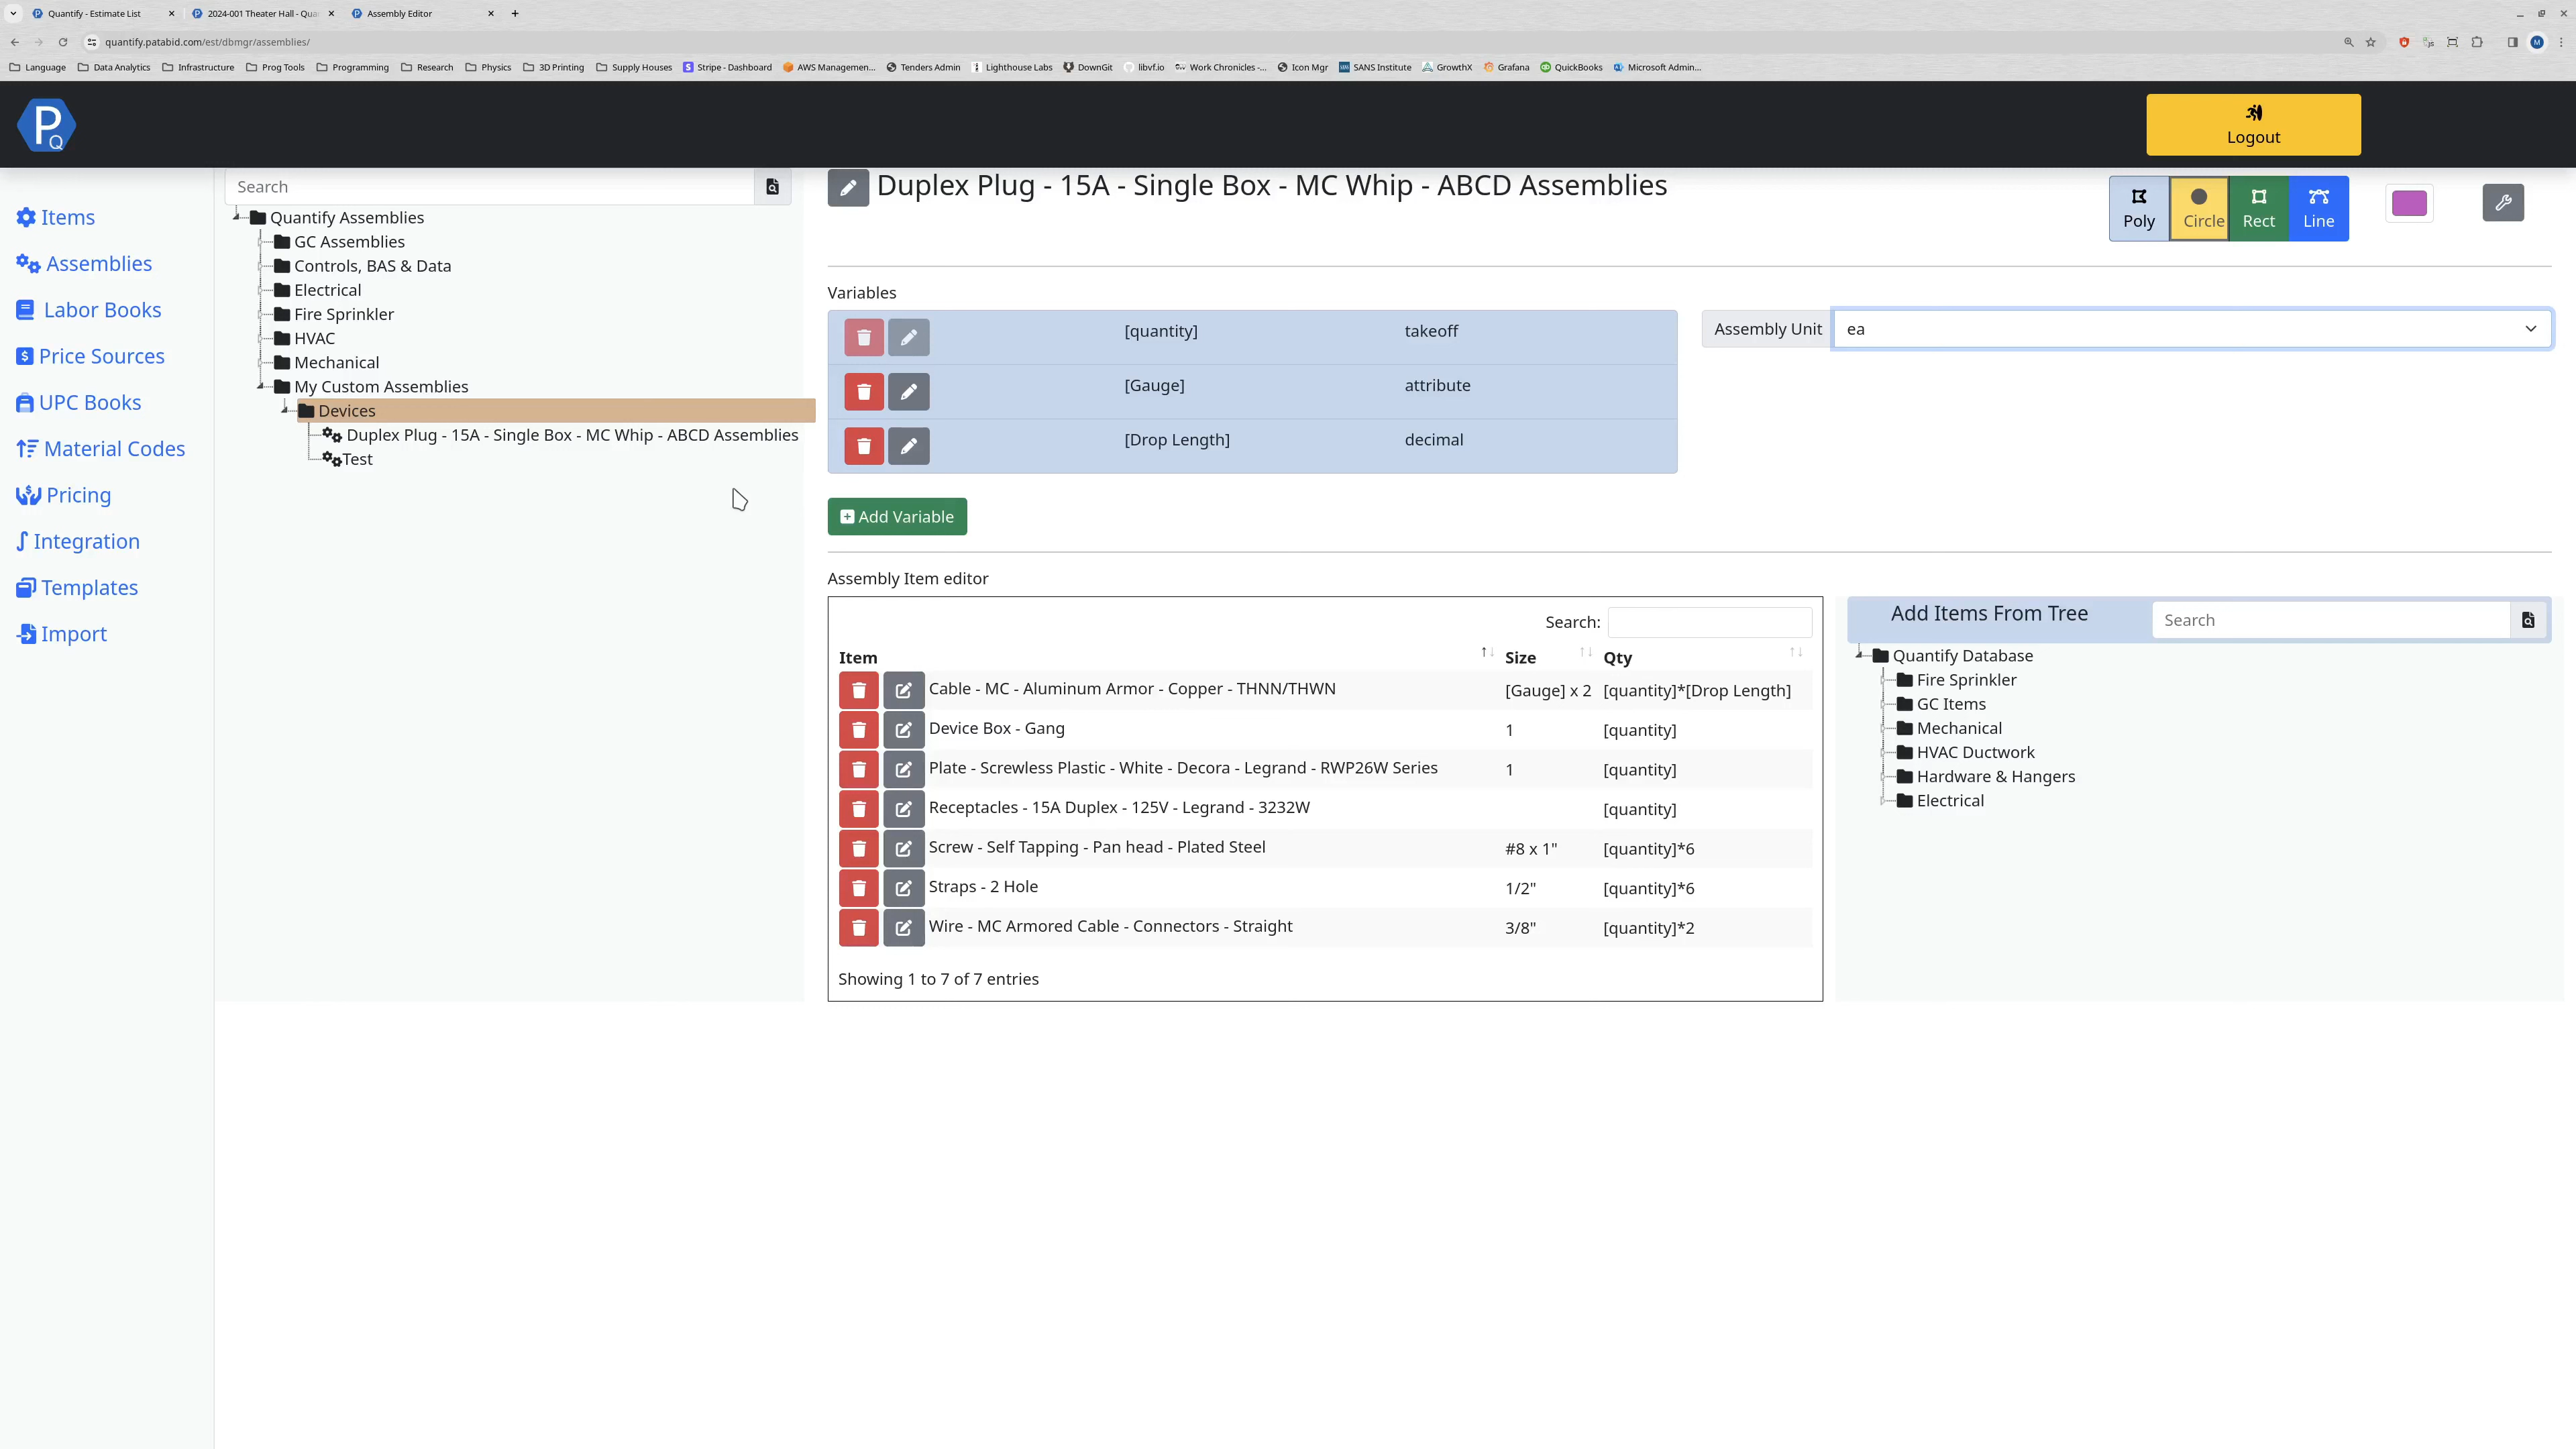 Quantify - Estimate List
2024-001 Theater Hall - Qua
Assembly Editor
quantify.patabid.com/est/dbmgr/assemblies/
Language Data Analytics Infrastructure Prog Tools Programming Research Physics 3D Printing Supply Houses Stripe - Dashboard AWS Managemen... Tenders Admin Lighthouse Labs DownGit libvf.io Work Chronicles -... Icon Mgr SANS Institute GrowthX Grafana QuickBooks Microsoft Admin...
PQ
Logout
Items
Assemblies
Labor Books
Price Sources
UPC Books
Material Codes
Pricing
Integration
Templates
Import
Search
Quantify Assemblies
GC Assemblies
Controls, BAS & Data
Electrical
Fire Sprinkler
HVAC
Mechanical
My Custom Assemblies
Devices
Duplex Plug - 15A - Single Box - MC Whip - ABCD Assemblies
Test
Duplex Plug - 15A - Single Box - MC Whip - ABCD Assemblies
Poly Circle Rect Line
Variables
[quantity] takeoff
[Gauge] attribute
[Drop Length] decimal
Assembly Unit ea
Add Variable
Assembly Item editor
Search:
Item Size Qty
Cable - MC - Aluminum Armor - Copper - THNN/THWN [Gauge] x 2 [quantity]*[Drop Length]
Device Box - Gang 1 [quantity]
Plate - Screwless Plastic - White - Decora - Legrand - RWP26W Series 1 [quantity]
Receptacles - 15A Duplex - 125V - Legrand - 3232W [quantity]
Screw - Self Tapping - Pan head - Plated Steel #8 x 1" [quantity]*6
Straps - 2 Hole 1/2" [quantity]*6
Wire - MC Armored Cable - Connectors - Straight 3/8" [quantity]*2
Showing 1 to 7 of 7 entries
Add Items From Tree Search
Quantify Database
Fire Sprinkler
GC Items
Mechanical
HVAC Ductwork
Hardware & Hangers
Electrical